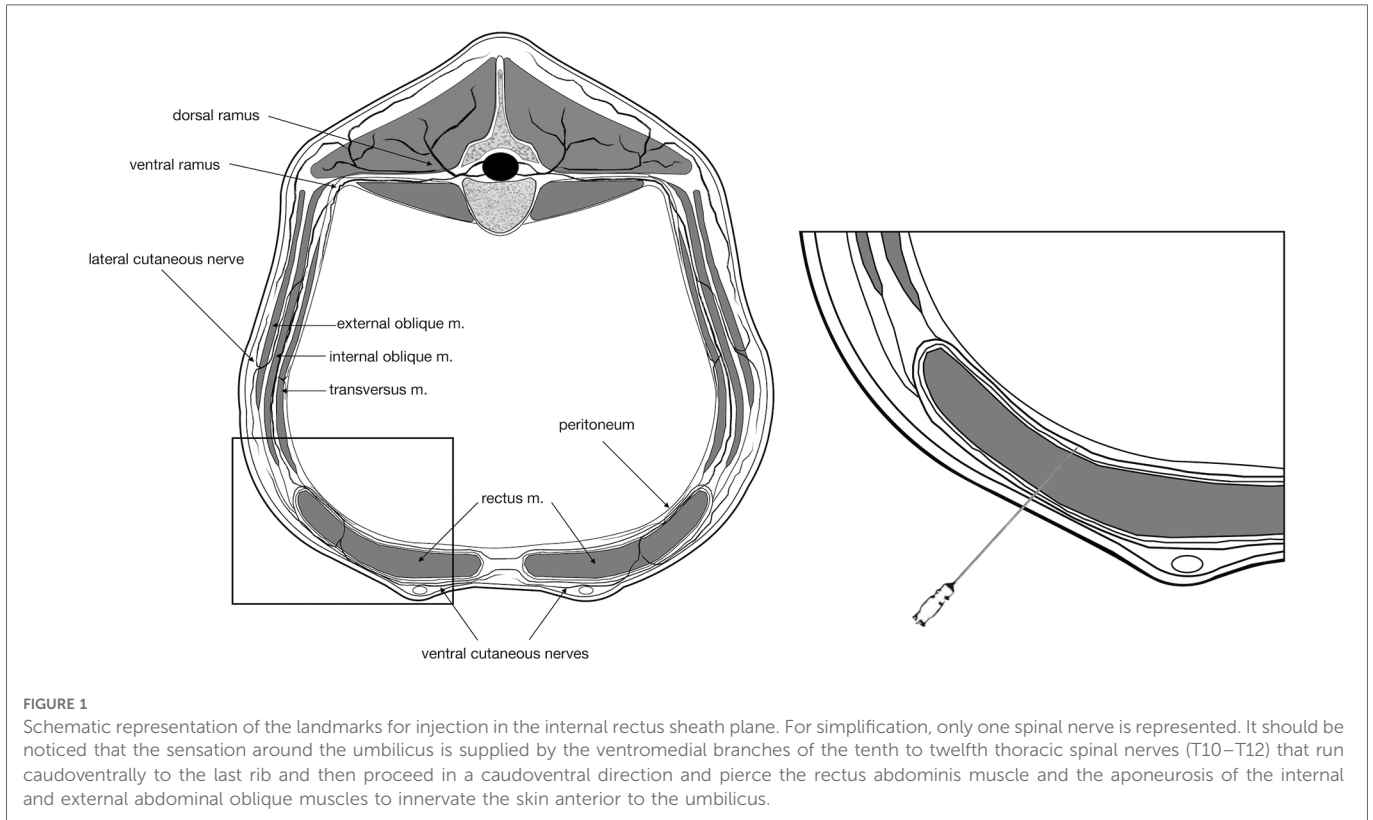 dorsal ramus
ventral ramus
lateral cutaneous nerve
external oblique m.
internal oblique m.
transversus m.
peritoneum
rectus m.
ventral cutaneous nerves
FIGURE 1
Schematic representation of the landmarks for injection in the internal rectus sheath plane. For simplification, only one spinal nerve is represented. It should be
noticed that the sensation around the umbilicus is supplied by the ventromedial branches of the tenth to twelfth thoracic spinal nerves (T10–T12) that run
caudoventrally to the last rib and then proceed in a caudoventral direction and pierce the rectus abdominis muscle and the aponeurosis of the internal
and external abdominal oblique muscles to innervate the skin anterior to the umbilicus.